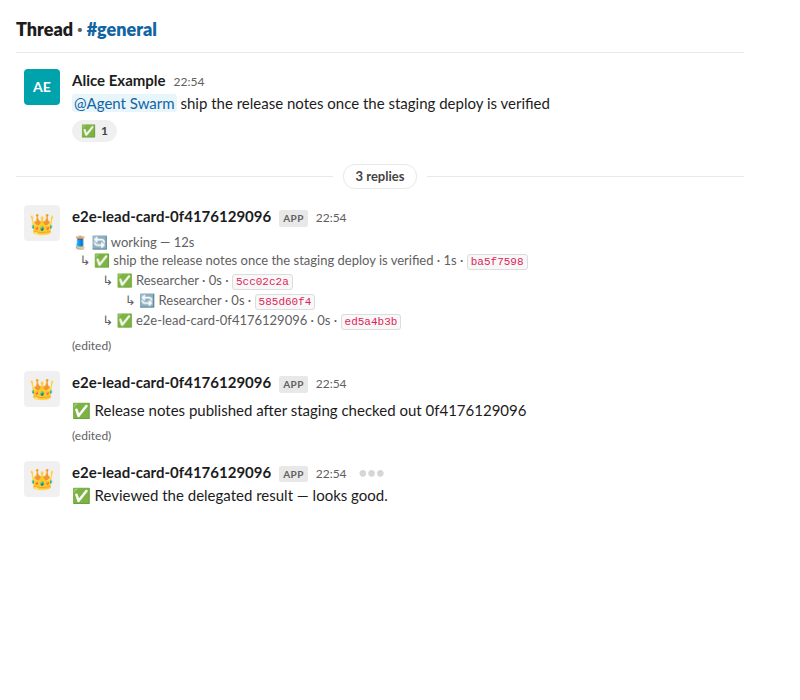 Thread • #general
AE
Alice Example 22:54
@Agent Swarm ship the release notes once the staging deploy is verified
✅ 1
3 replies
e2e-lead-card-0f4176129096 APP 22:54
🧵 🔄 working — 12s
↳ ✅ ship the release notes once the staging deploy is verified · 1s · ba5f7598
↳ ✅ Researcher · 0s · 5cc02c2a
↳ 🔄 Researcher · 0s · 585d60f4
↳ ✅ e2e-lead-card-0f4176129096 · 0s · ed5a4b3b
(edited)
e2e-lead-card-0f4176129096 APP 22:54
✅ Release notes published after staging checked out 0f4176129096
(edited)
e2e-lead-card-0f4176129096 APP 22:54
✅ Reviewed the delegated result — looks good.